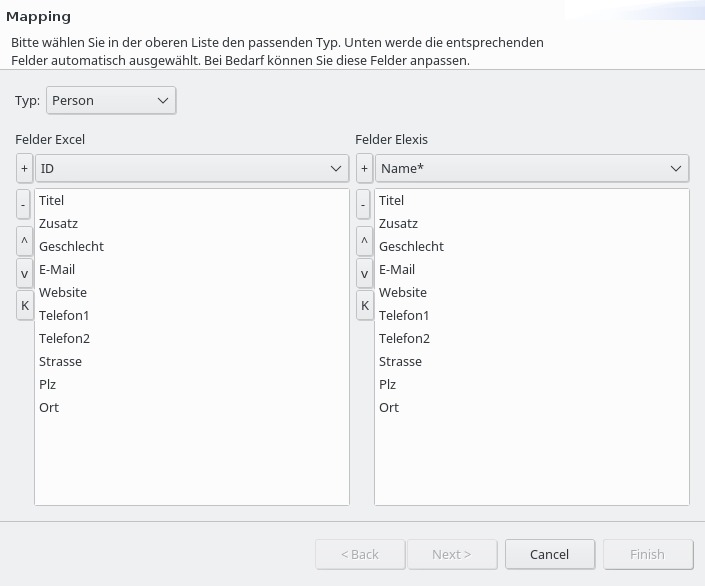 Mapping
Bitte wählen Sie in der oberen Liste den passenden Typ. Unten werde die entsprechenden
Felder automatisch ausgewählt. Bei Bedarf können Sie diese Felder anpassen.
Typ: Person
Felder Excel
+ ID
- Titel
Zusatz
^ Geschlecht
v E-Mail
Website
K Telefon1
Telefon2
Strasse
Plz
Ort
Felder Elexis
+ Name*
- Titel
Zusatz
^ Geschlecht
v E-Mail
Website
K Telefon1
Telefon2
Strasse
Plz
Ort
< Back Next > Cancel Finish